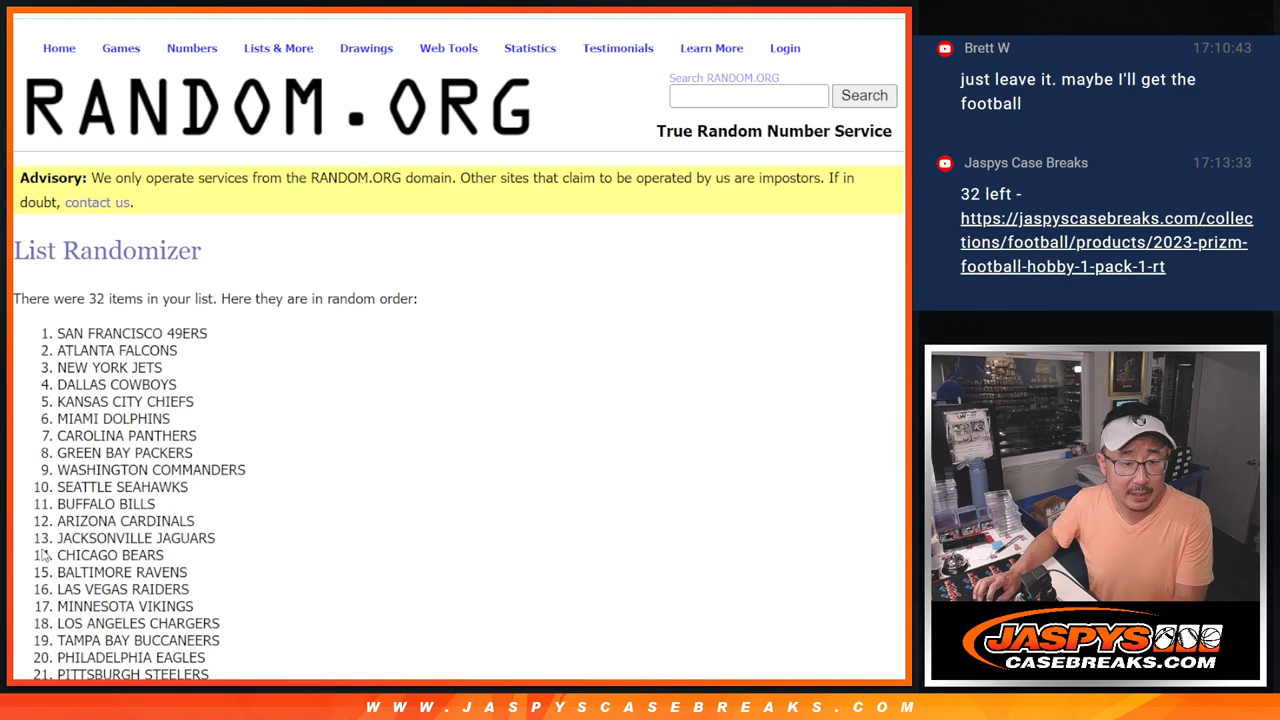 Home Games Numbers Lists & More Drawings Web Tools Statistics Testimonials Learn More Login
RANDOM.ORG
Search RANDOM.ORG
Search
True Random Number Service
Advisory: We only operate services from the RANDOM.ORG domain. Other sites that claim to be operated by us are impostors. If in
doubt, contact us.
List Randomizer
There were 32 items in your list. Here they are in random order:
1. SAN FRANCISCO 49ERS
2. ATLANTA FALCONS
3. NEW YORK JETS
4. DALLAS COWBOYS
5. KANSAS CITY CHIEFS
6. MIAMI DOLPHINS
7. CAROLINA PANTHERS
8. GREEN BAY PACKERS
9. WASHINGTON COMMANDERS
10. SEATTLE SEAHAWKS
11. BUFFALO BILLS
12. ARIZONA CARDINALS
13. JACKSONVILLE JAGUARS
14. CHICAGO BEARS
15. BALTIMORE RAVENS
16. LAS VEGAS RAIDERS
17. MINNESOTA VIKINGS
18. LOS ANGELES CHARGERS
19. TAMPA BAY BUCCANEERS
20. PHILADELPHIA EAGLES
21. PITTSBURGH STEELERS
Brett W 17:10:43
just leave it. maybe I'll get the
football
Jaspys Case Breaks 17:13:33
32 left -
https://jaspyscasebreaks.com/collec
tions/football/products/2023-prizm-
football-hobby-1-pack-1-rt
JASPYS
CASEBREAKS.COM
WWW.JASPYSCASEBREAKS.COM